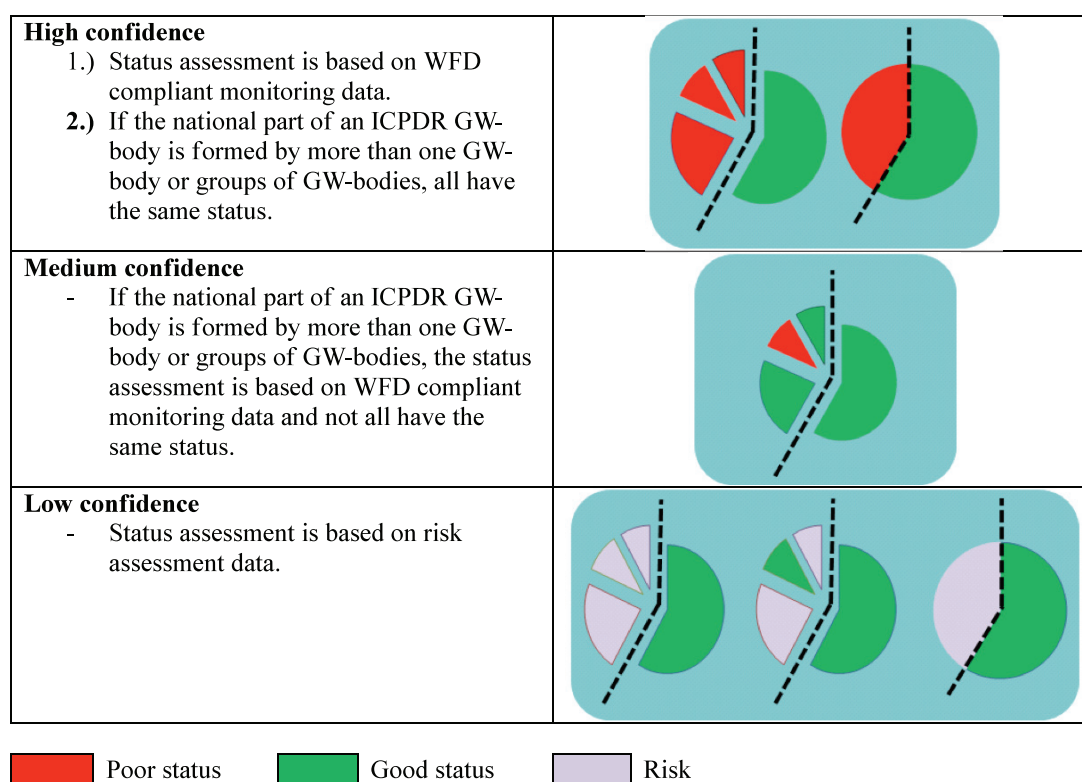 High confidence
1.) Status assessment is based on WFD
compliant monitoring data.
2.) If the national part of an ICPDR GW-
body is formed by more than one GW-
body or groups of GW-bodies, all have
the same status.
Medium confidence
- If the national part of an ICPDR GW-
body is formed by more than one GW-
body or groups of GW-bodies, the status
assessment is based on WFD compliant
monitoring data and not all have the
same status.
Low confidence
- Status assessment is based on risk
assessment data.
Poor status
Good status
Risk